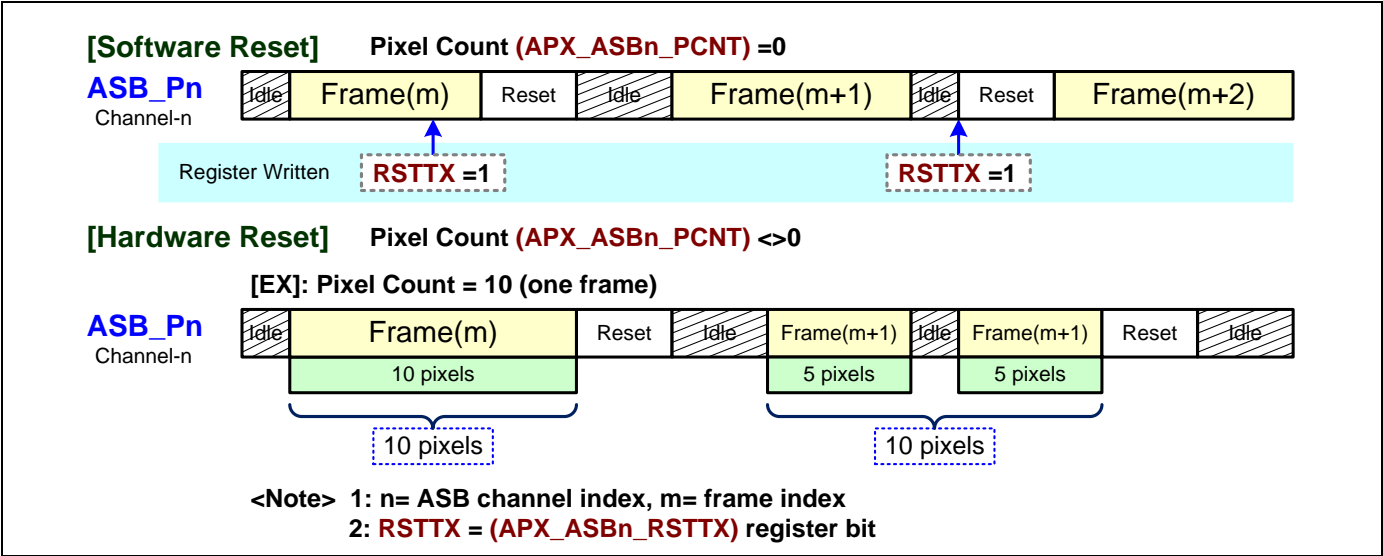 [Software Reset] Pixel Count (APX_ASBn_PCNT) =0
ASB_Pn
Channel-n
Idle Frame(m) Reset Idle Frame(m+1) Idle Reset Frame(m+2)
Register Written RSTTX =1 RSTTX =1
[Hardware Reset] Pixel Count (APX_ASBn_PCNT) <>0
[EX]: Pixel Count = 10 (one frame)
ASB_Pn
Channel-n
Idle Frame(m) Reset Idle Frame(m+1) Idle Frame(m+1) Reset Idle
10 pixels 5 pixels 5 pixels
10 pixels 10 pixels
<Note> 1: n= ASB channel index, m= frame index
2: RSTTX = (APX_ASBn_RSTTX) register bit